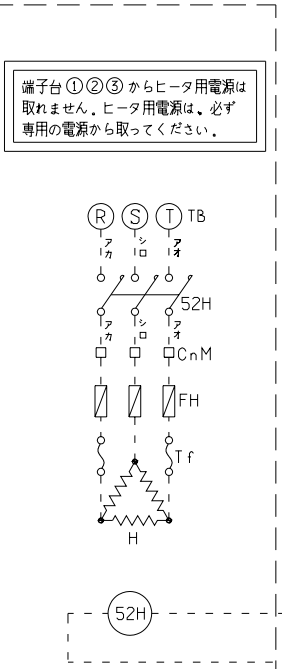 端子台①②③からヒータ用電源は
取れません。ヒータ用電源は、必ず
専用の電源から取ってください。
R S T TB
アカ シロ アオ
52H
アカ シロ アオ
CnM
FH
Tf
H
52H